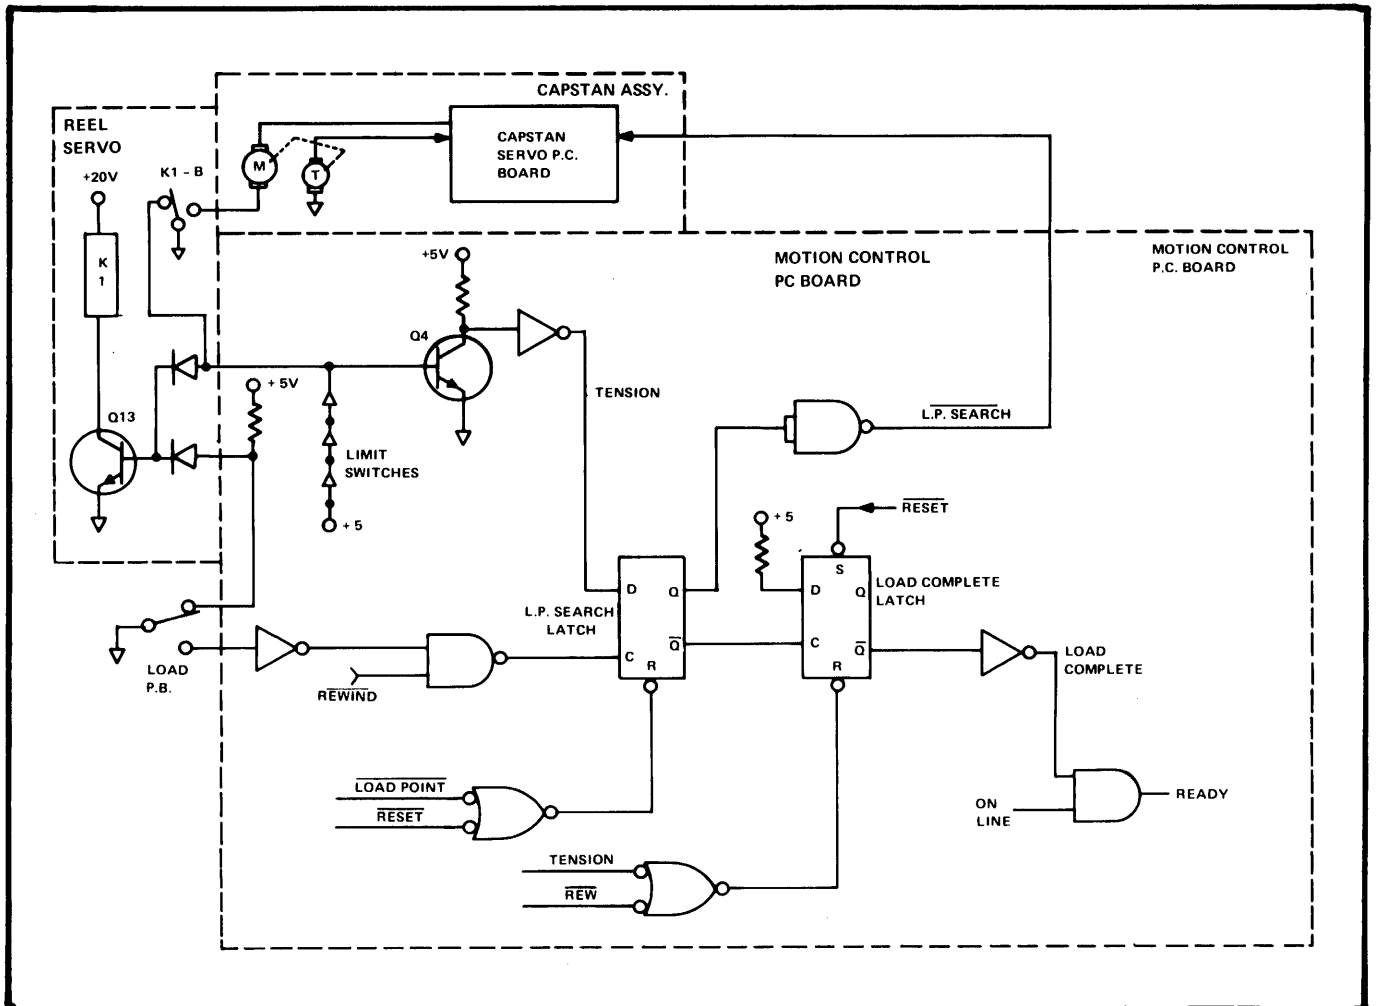 CAPSTAN ASSY.
REEL
SERVO
+20V
K1 - B
M
T
CAPSTAN
SERVO P.C.
BOARD
K
1
+5V
MOTION CONTROL
PC BOARD
MOTION CONTROL
P.C. BOARD
Q4
+ 5V
TENSION
Q13
L.P. SEARCH
LIMIT
SWITCHES
+ 5
RESET
+ 5
S
D
Q
C
Q
R
L.P. SEARCH
LATCH
D
Q
C
Q
R
LOAD COMPLETE
LATCH
LOAD
P.B.
REWIND
LOAD
COMPLETE
LOAD POINT
RESET
ON
LINE
READY
TENSION
REW